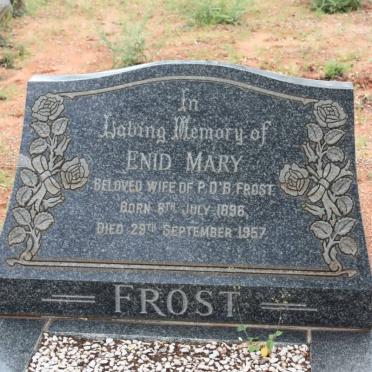 In
Loving Memory of
ENID MARY
BELOVED WIFE OF P. O'B. FROST
BORN 8TH JULY 1896,
DIED 29TH SEPTEMBER 1957
FROST